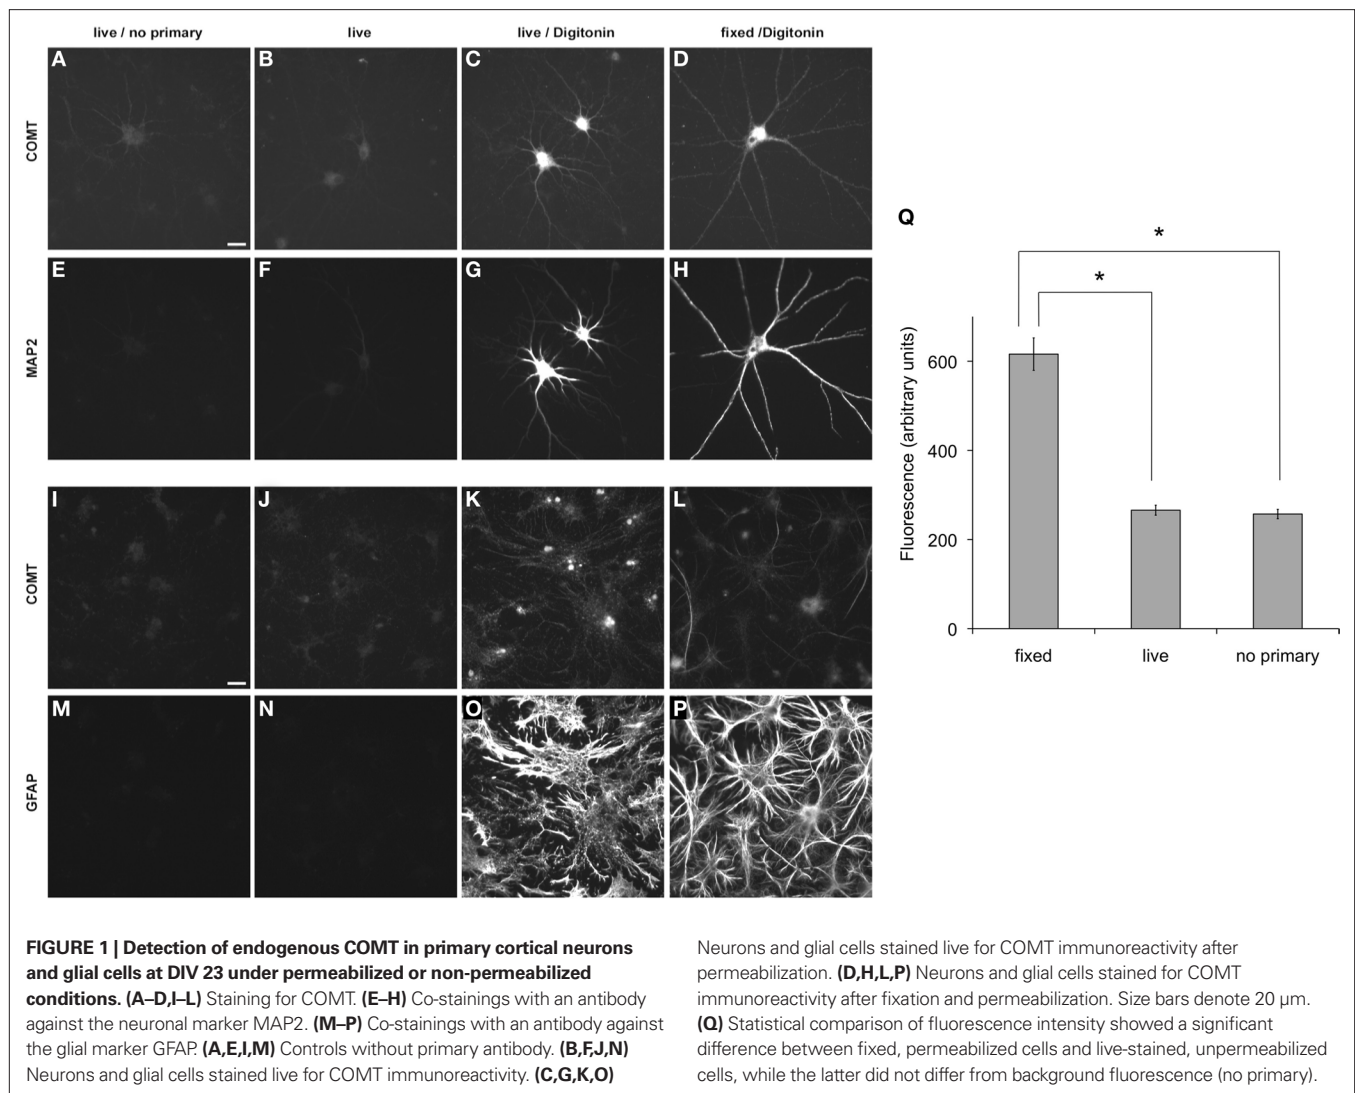 live / no primary
live
live / Digitonin
fixed /Digitonin
COMT
A
B
C
D
MAP2
E
F
G
H
COMT
I
J
K
L
GFAP
M
N
O
P
Q
*
*
Fluorescence (arbitrary units)
600
400
200
0
fixed
live
no primary
FIGURE 1 | Detection of endogenous COMT in primary cortical neurons
and glial cells at DIV 23 under permeabilized or non-permeabilized
conditions. (A–D,I–L) Staining for COMT. (E–H) Co-stainings with an antibody
against the neuronal marker MAP2. (M–P) Co-stainings with an antibody against
the glial marker GFAP. (A,E,I,M) Controls without primary antibody. (B,F,J,N)
Neurons and glial cells stained live for COMT immunoreactivity. (C,G,K,O)
Neurons and glial cells stained live for COMT immunoreactivity after
permeabilization. (D,H,L,P) Neurons and glial cells stained for COMT
immunoreactivity after fixation and permeabilization. Size bars denote 20 μm.
(Q) Statistical comparison of fluorescence intensity showed a significant
difference between fixed, permeabilized cells and live-stained, unpermeabilized
cells, while the latter did not differ from background fluorescence (no primary).